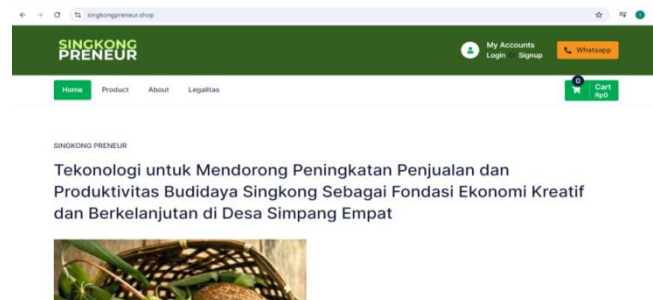 singkongpreneur.shop
SINGKONG
PRENEUR
My Accounts
Login or Signup
Whatsapp
Home Product About Legalitas
0
Cart
Rp0
SINGKONG PRENEUR
Tekonologi untuk Mendorong Peningkatan Penjualan dan
Produktivitas Budidaya Singkong Sebagai Fondasi Ekonomi Kreatif
dan Berkelanjutan di Desa Simpang Empat